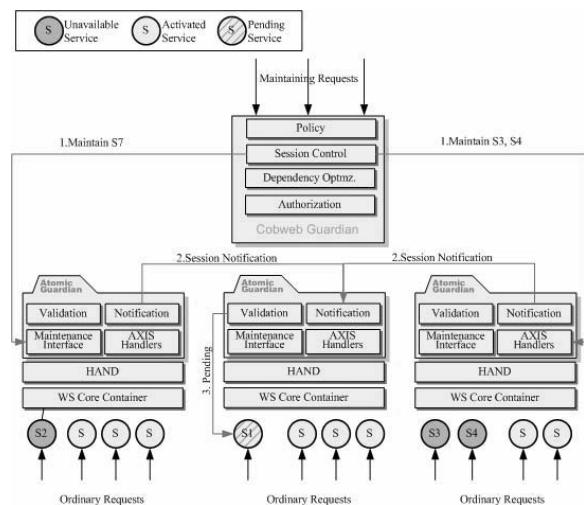 S Unavailable Service
S Activated Service
S Pending Service
Maintaining Requests
Policy
1.Maintain S7
Session Control
1.Maintain S3, S4
Dependency Optmz.
Authorization
Cobweb Guardian
2.Session Notification
2.Session Notification
Atomic Guardian
Validation
Notification
Maintenance Interface
AXIS Handlers
HAND
WS Core Container
S2
S
S
S
Ordinary Requests
Atomic Guardian
Validation
Notification
Maintenance Interface
AXIS Handlers
3. Pending
HAND
WS Core Container
S1
S
S
S
Ordinary Requests
Atomic Guardian
Validation
Notification
Maintenance Interface
AXIS Handlers
HAND
WS Core Container
S3
S4
S
S
Ordinary Requests